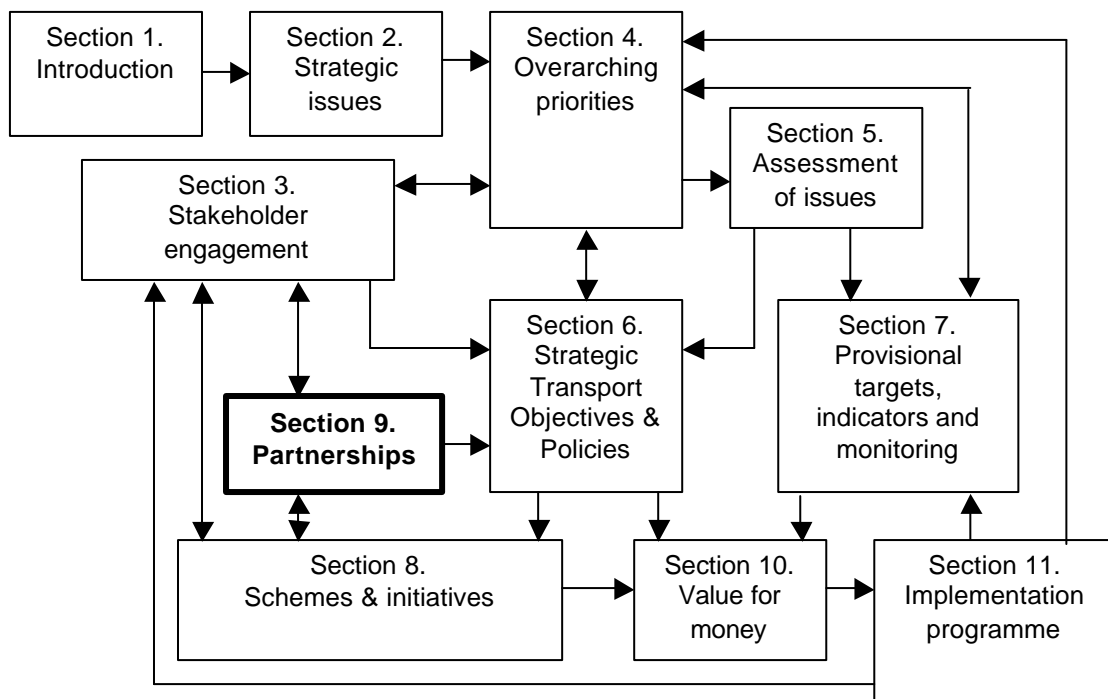 Section 1.
Introduction
Section 2.
Strategic
issues
Section 4.
Overarching
priorities
Section 5.
Assessment
of issues
Section 3.
Stakeholder
engagement
Section 6.
Strategic
Transport
Objectives &
Policies
Section 7.
Provisional
targets,
indicators and
monitoring
Section 9.
Partnerships
Section 8.
Schemes & initiatives
Section 10.
Value for
money
Section 11.
Implementation
programme